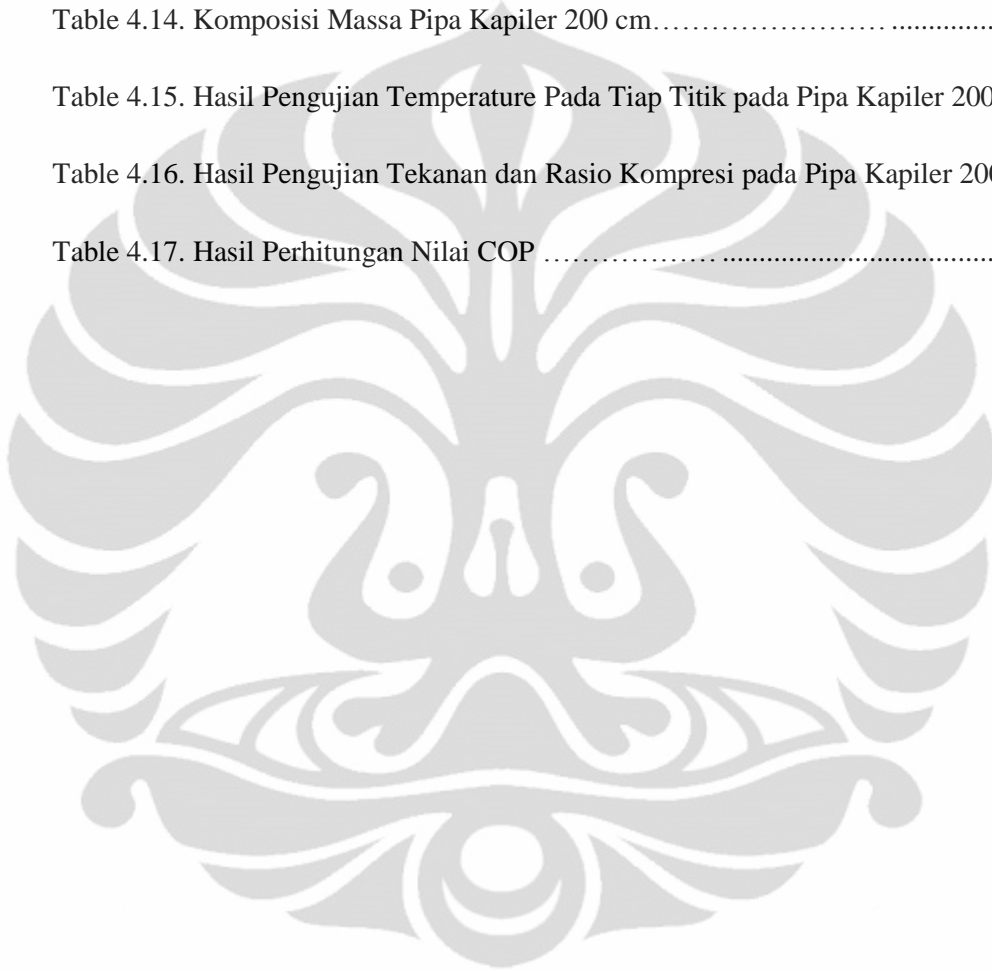 Table 4.14. Komposisi Massa Pipa Kapiler 200 cm…………………… ..............
Table 4.15. Hasil Pengujian Temperature Pada Tiap Titik pada Pipa Kapiler 200
Table 4.16. Hasil Pengujian Tekanan dan Rasio Kompresi pada Pipa Kapiler 200
Table 4.17. Hasil Perhitungan Nilai COP ……………… .....................................